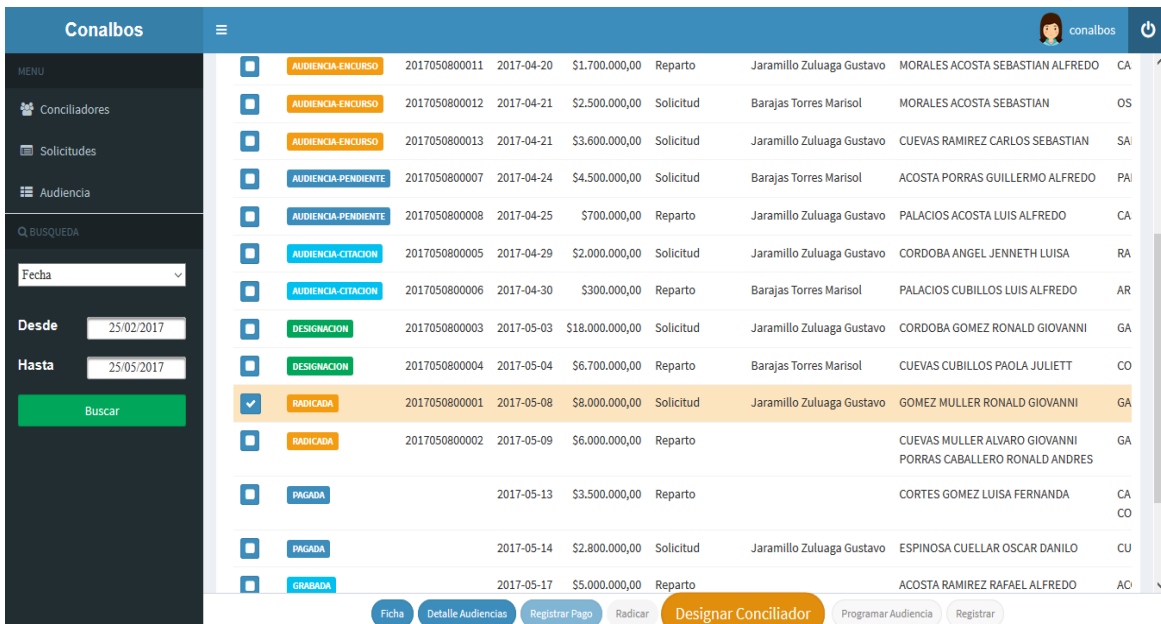 Conalbos
conalbos
MENU
Conciliadores
Solicitudes
Audiencia
BUSQUEDA
Fecha
Desde 25/02/2017
Hasta 25/05/2017
Buscar
AUDIENCIA-ENCURSO 2017050800011 2017-04-20 $1.700.000,00 Reparto Jaramillo Zuluaga Gustavo MORALES ACOSTA SEBASTIAN ALFREDO CA
AUDIENCIA-ENCURSO 2017050800012 2017-04-21 $2.500.000,00 Solicitud Barajas Torres Marisol MORALES ACOSTA SEBASTIAN OS
AUDIENCIA-ENCURSO 2017050800013 2017-04-21 $3.600.000,00 Solicitud Jaramillo Zuluaga Gustavo CUEVAS RAMIREZ CARLOS SEBASTIAN SA
AUDIENCIA-PENDIENTE 2017050800007 2017-04-24 $4.500.000,00 Solicitud Barajas Torres Marisol ACOSTA PORRAS GUILLERMO ALFREDO PA
AUDIENCIA-PENDIENTE 2017050800008 2017-04-25 $700.000,00 Reparto Jaramillo Zuluaga Gustavo PALACIOS ACOSTA LUIS ALFREDO CA
AUDIENCIA-CITACION 2017050800005 2017-04-29 $2.000.000,00 Solicitud Jaramillo Zuluaga Gustavo CORDOBA ANGEL JENNETH LUISA RA
AUDIENCIA-CITACION 2017050800006 2017-04-30 $300.000,00 Reparto Barajas Torres Marisol PALACIOS CUBILLOS LUIS ALFREDO AR
DESIGNACION 2017050800003 2017-05-03 $18.000.000,00 Solicitud Jaramillo Zuluaga Gustavo CORDOBA GOMEZ RONALD GIOVANNI GA
DESIGNACION 2017050800004 2017-05-04 $6.700.000,00 Reparto Barajas Torres Marisol CUEVAS CUBILLOS PAOLA JULIETT CO
RADICADA 2017050800001 2017-05-08 $8.000.000,00 Solicitud Jaramillo Zuluaga Gustavo GOMEZ MULLER RONALD GIOVANNI GA
RADICADA 2017050800002 2017-05-09 $6.000.000,00 Reparto CUEVAS MULLER ALVARO GIOVANNI GA
PORRAS CABALLERO RONALD ANDRES
PAGADA 2017-05-13 $3.500.000,00 Reparto CORTES GOMEZ LUISA FERNANDA CA
CO
PAGADA 2017-05-14 $2.800.000,00 Solicitud Jaramillo Zuluaga Gustavo ESPINOSA CUELLAR OSCAR DANILO CU
GRABADA 2017-05-17 $5.000.000,00 Reparto ACOSTA RAMIREZ RAFAEL ALFREDO AC
Ficha Detalle Audiencias Registrar Pago Radicar Designar Conciliador Programar Audiencia Registrar